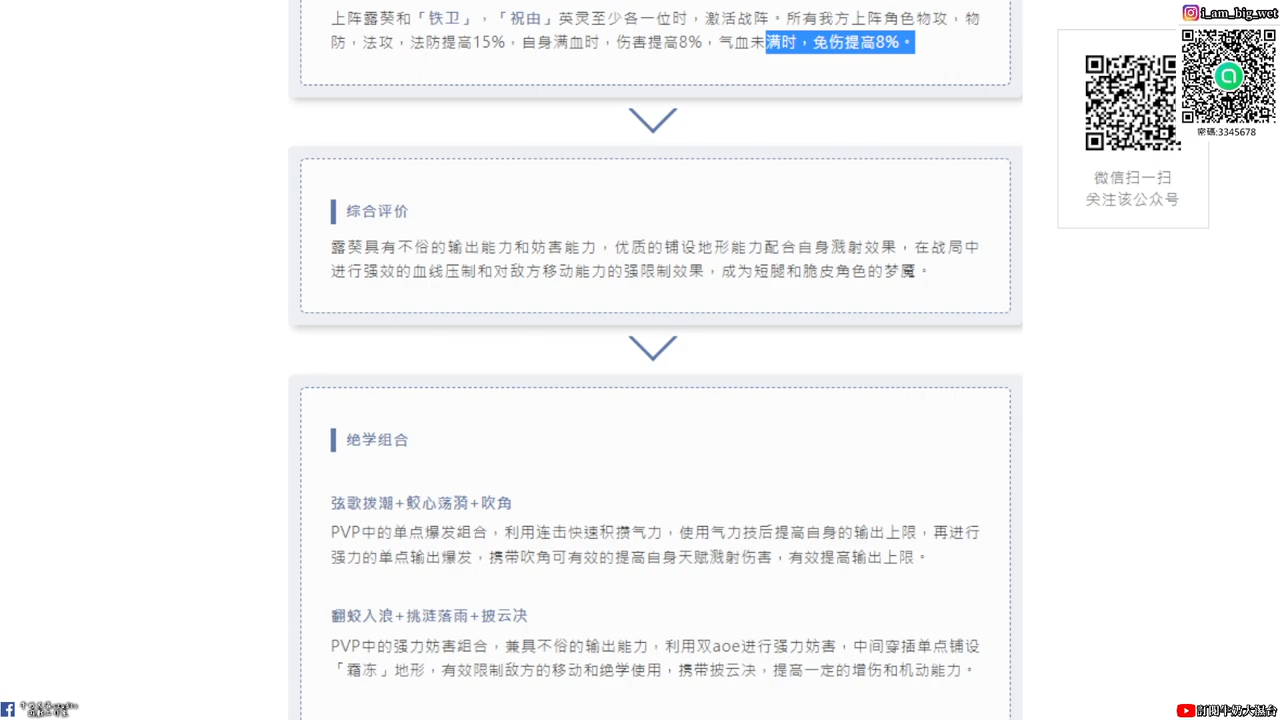 上阵露葵和「铁卫」，「祝由」英灵至少各一位时，激活战阵。所有我方上阵角色物攻，物
防，法攻，法防提高15%，自身满血时，伤害提高8%，气血未满时，免伤提高8%。
i_am_big_wet
密碼:3345678
微信扫一扫
关注该公众号
综合评价
露葵具有不俗的输出能力和妨害能力，优质的铺设地形能力配合自身溅射效果，在战局中
进行强效的血线压制和对敌方移动能力的强限制效果，成为短腿和脆皮角色的梦魇。
绝学组合
弦歌拨潮+鲛心荡漪+吹角
PVP中的单点爆发组合，利用连击快速积攒气力，使用气力技后提高自身的输出上限，再进行
强力的单点输出爆发，携带吹角可有效的提高自身天赋溅射伤害，有效提高输出上限。
翻蛟入浪+挑涟落雨+披云决
PVP中的强力妨害组合，兼具不俗的输出能力，利用双aoe进行强力妨害，中间穿插单点铺设
「霜冻」地形，有效限制敌方的移动和绝学使用，携带披云决，提高一定的增伤和机动能力。
訂閱牛奶大混台